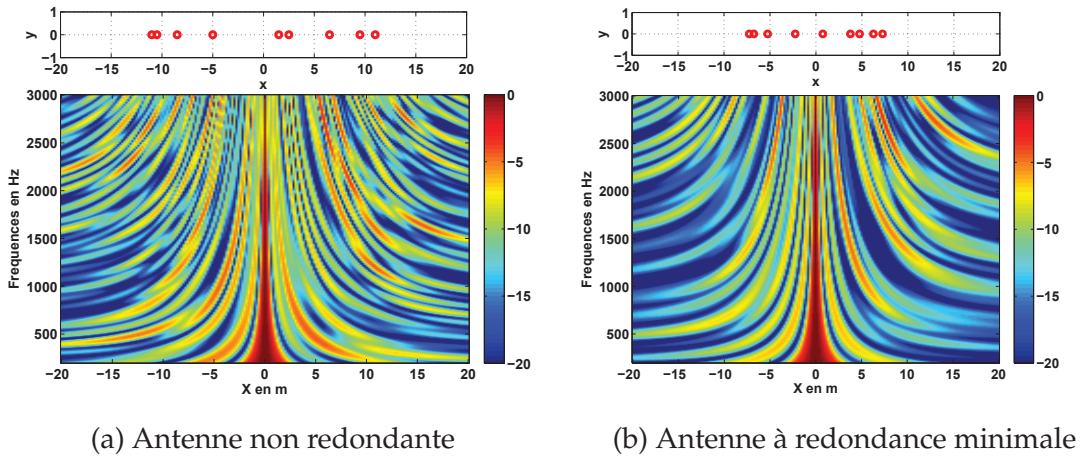 1
0
−1
y
−20 −15 −10 −5 0 5 10 15 20
x
3000
2500
2000
1500
1000
500
Frequences en Hz
−20 −15 −10 −5 0 5 10 15 20
X en m
0
−5
−10
−15
−20
(a) Antenne non redondante
1
0
−1
y
−20 −15 −10 −5 0 5 10 15 20
x
3000
2500
2000
1500
1000
500
Frequences en Hz
−20 −15 −10 −5 0 5 10 15 20
X en m
0
−5
−10
−15
−20
(b) Antenne à redondance minimale